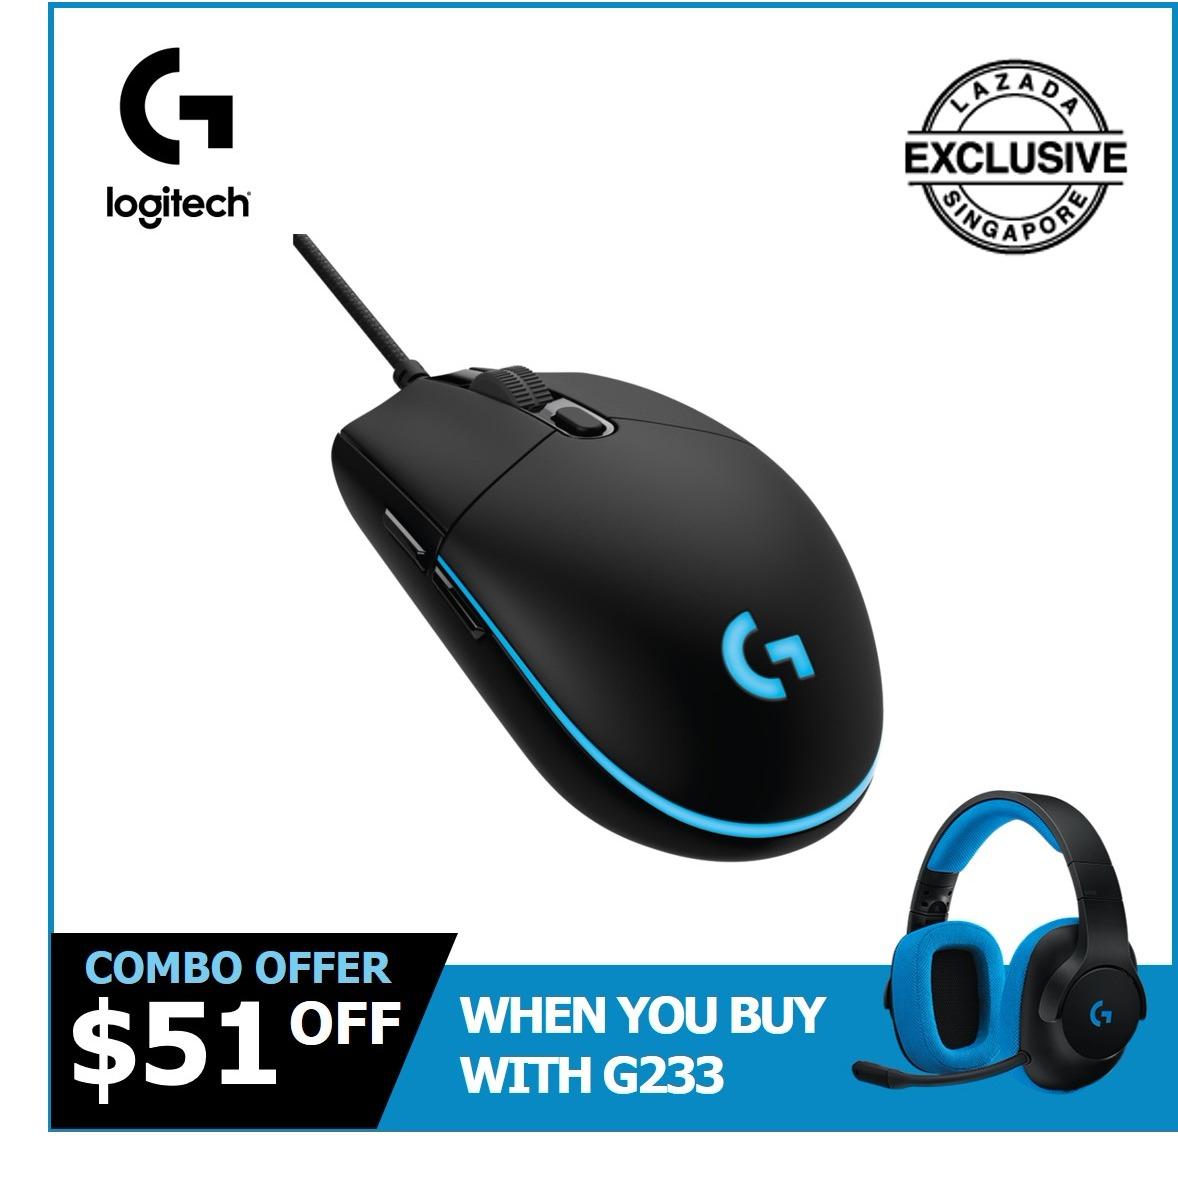 logitech
LAZADA
EXCLUSIVE
SINGAPORE
COMBO OFFER
$51 OFF
WHEN YOU BUY
WITH G233